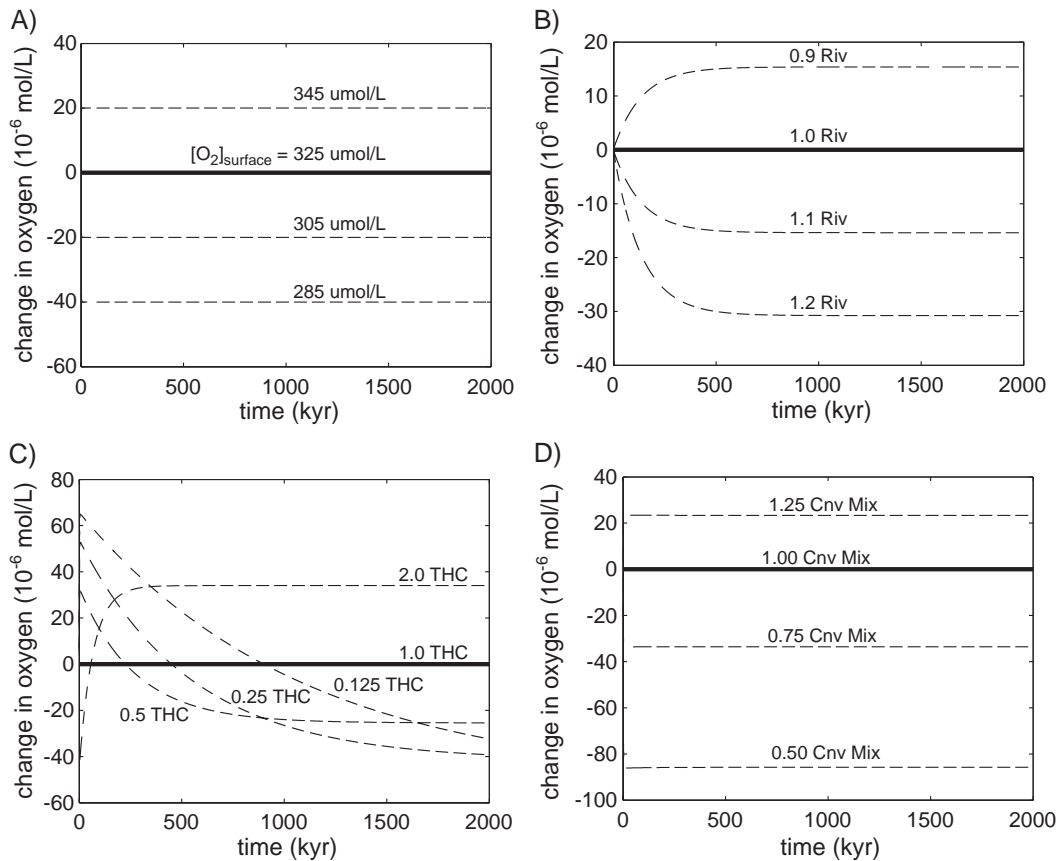 A)
change in oxygen (10⁻⁶ mol/L)
40
20
0
-20
-40
-60
345 umol/L
[O₂]surface = 325 umol/L
305 umol/L
285 umol/L
0 500 1000 1500 2000
time (kyr)
B)
change in oxygen (10⁻⁶ mol/L)
20
10
0
-10
-20
-30
-40
0.9 Riv
1.0 Riv
1.1 Riv
1.2 Riv
0 500 1000 1500 2000
time (kyr)
C)
change in oxygen (10⁻⁶ mol/L)
80
60
40
20
0
-20
-40
-60
2.0 THC
1.0 THC
0.125 THC
0.25 THC
0.5 THC
0 500 1000 1500 2000
time (kyr)
D)
change in oxygen (10⁻⁶ mol/L)
40
20
0
-20
-40
-60
-80
-100
1.25 Cnv Mix
1.00 Cnv Mix
0.75 Cnv Mix
0.50 Cnv Mix
0 500 1000 1500 2000
time (kyr)